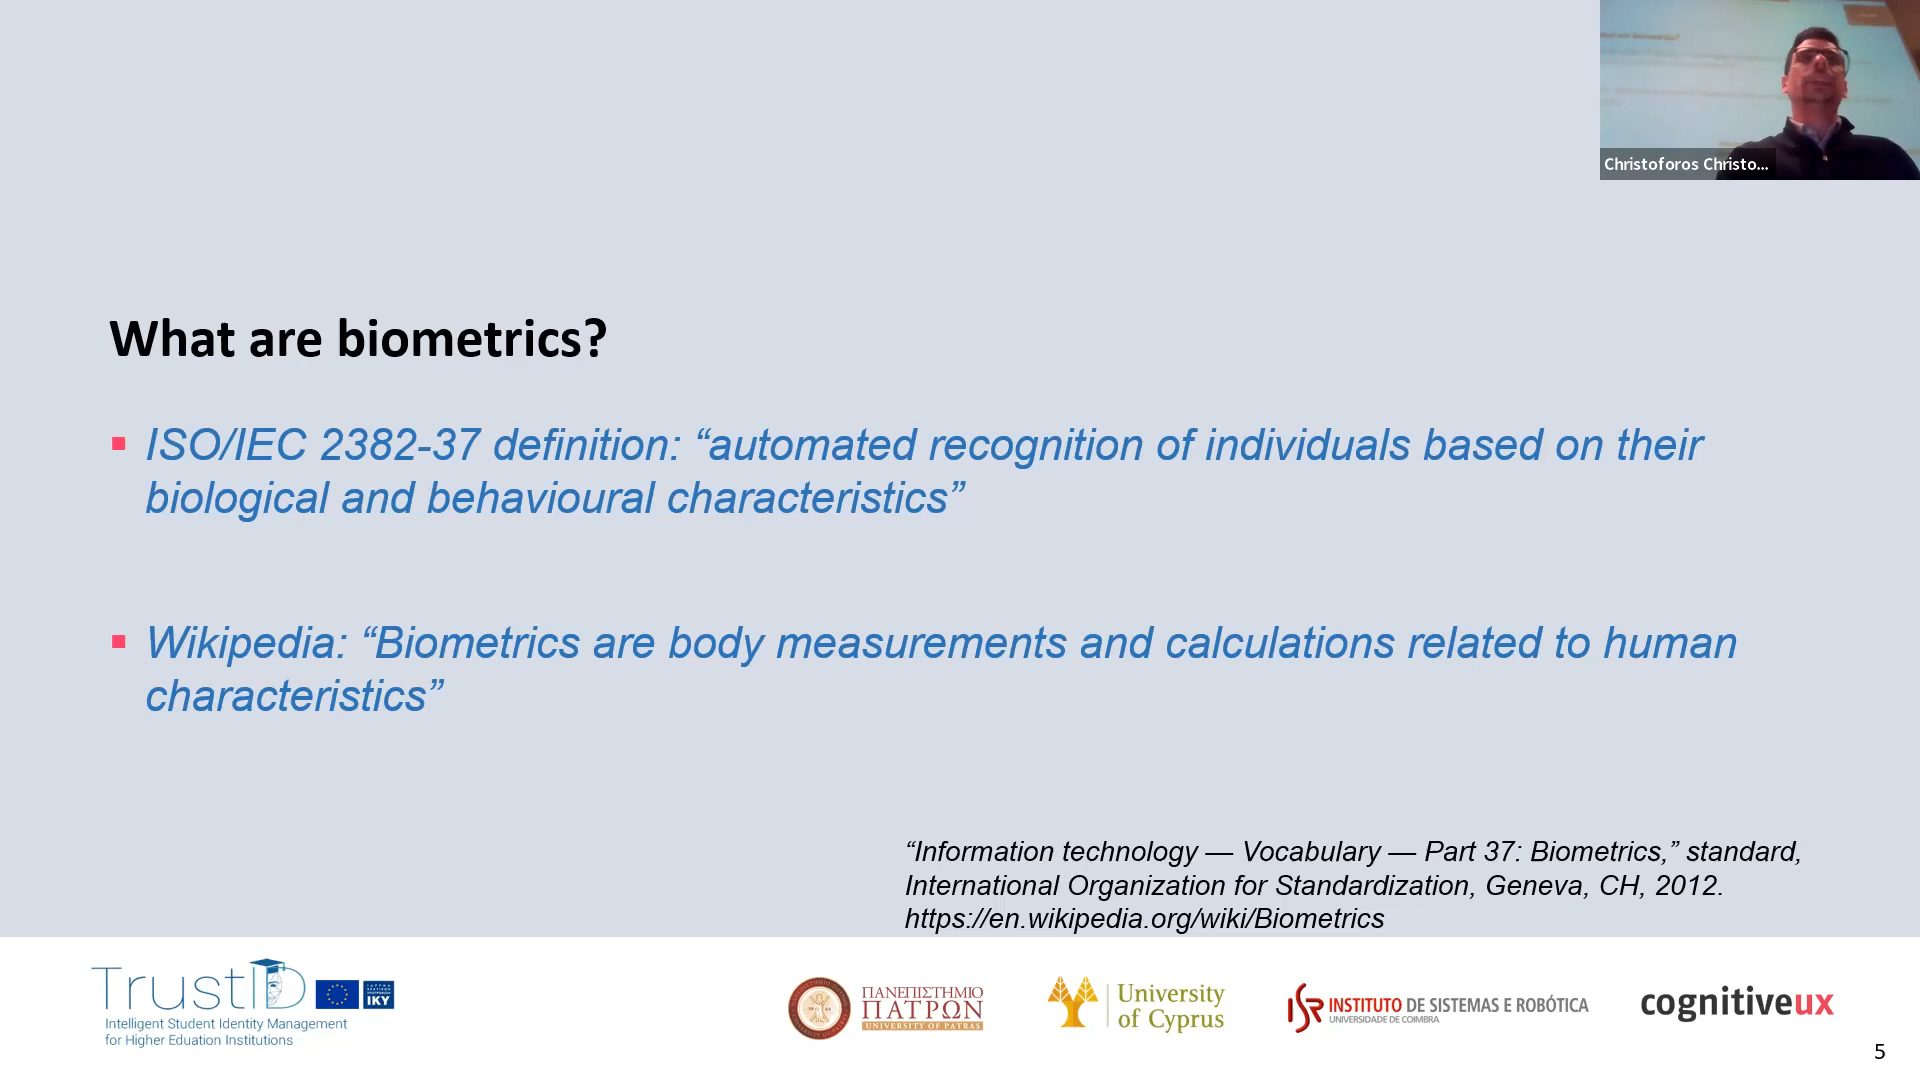 Christoforos Christo...
What are biometrics?
▪ ISO/IEC 2382-37 definition: “automated recognition of individuals based on their
biological and behavioural characteristics”
▪ Wikipedia: “Biometrics are body measurements and calculations related to human
characteristics”
“Information technology — Vocabulary — Part 37: Biometrics,” standard,
International Organization for Standardization, Geneva, CH, 2012.
https://en.wikipedia.org/wiki/Biometrics
TrustID
IKY
Intelligent Student Identity Management
for Higher Eduation Institutions
ΠΑΝΕΠΙΣΤΗΜΙΟ
ΠΑΤΡΩΝ
UNIVERSITY OF PATRAS
University
of Cyprus
ISR INSTITUTO DE SISTEMAS E ROBÓTICA
UNIVERSIDADE DE COIMBRA
cognitiveux
5